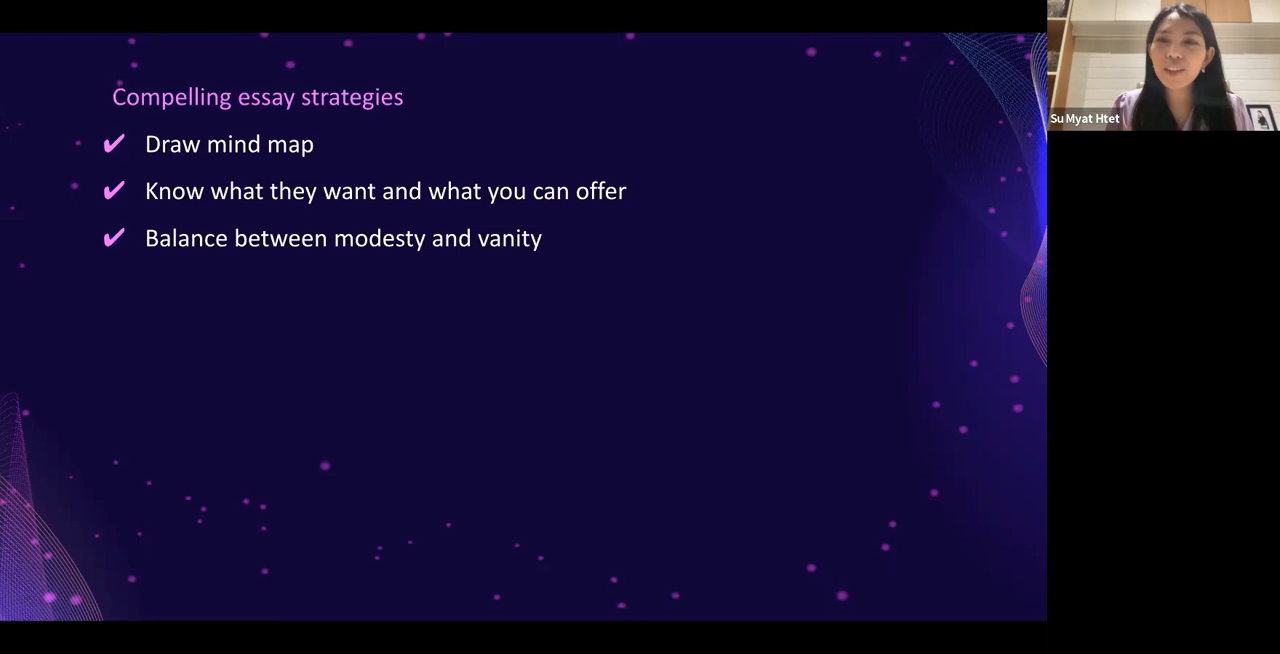 Compelling essay strategies
✔ Draw mind map
✔ Know what they want and what you can offer
✔ Balance between modesty and vanity
Su Myat Htet